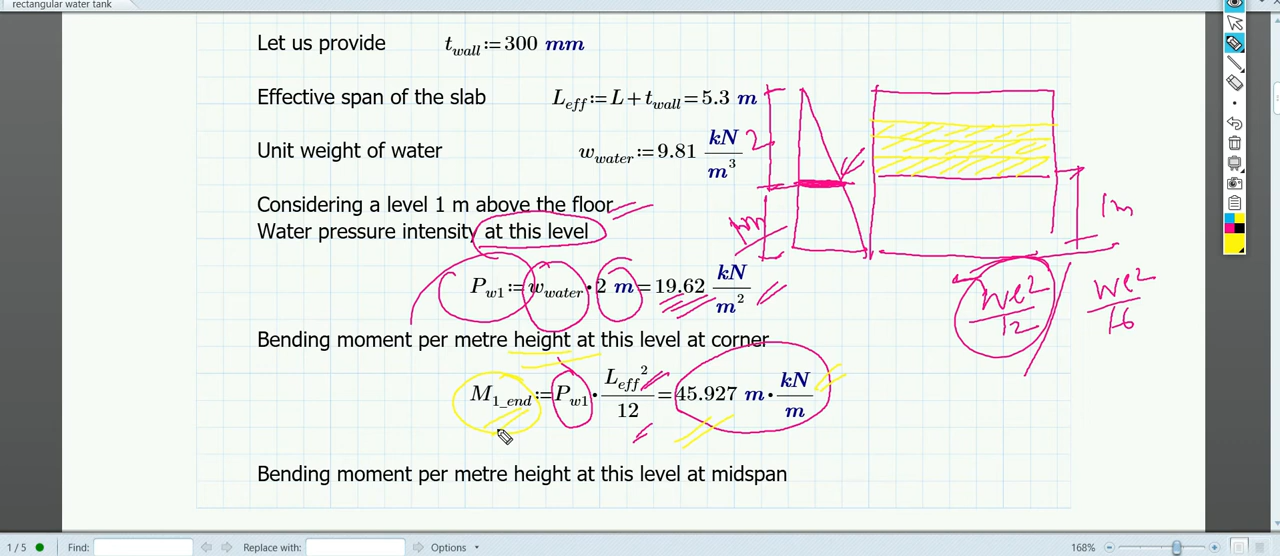 rectangular water tank
Let us provide t_wall := 300 mm
Effective span of the slab L_eff := L + t_wall = 5.3 m
Unit weight of water w_water := 9.81 kN/m³
2
Considering a level 1 m above the floor
Water pressure intensity at this level
1m
1m
P_w1 := w_water · 2 m = 19.62 kN/m²
wl²/12 wl²/16
Bending moment per metre height at this level at corner
M_1_end := P_w1 · L_eff²/12 = 45.927 m · kN/m
Bending moment per metre height at this level at midspan
1 / 5 Find: Replace with: Options 168%